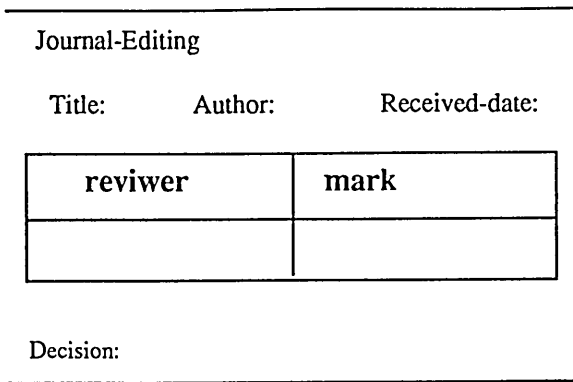 Journal-Editing
Title: Author: Received-date:
reviwer mark
Decision: